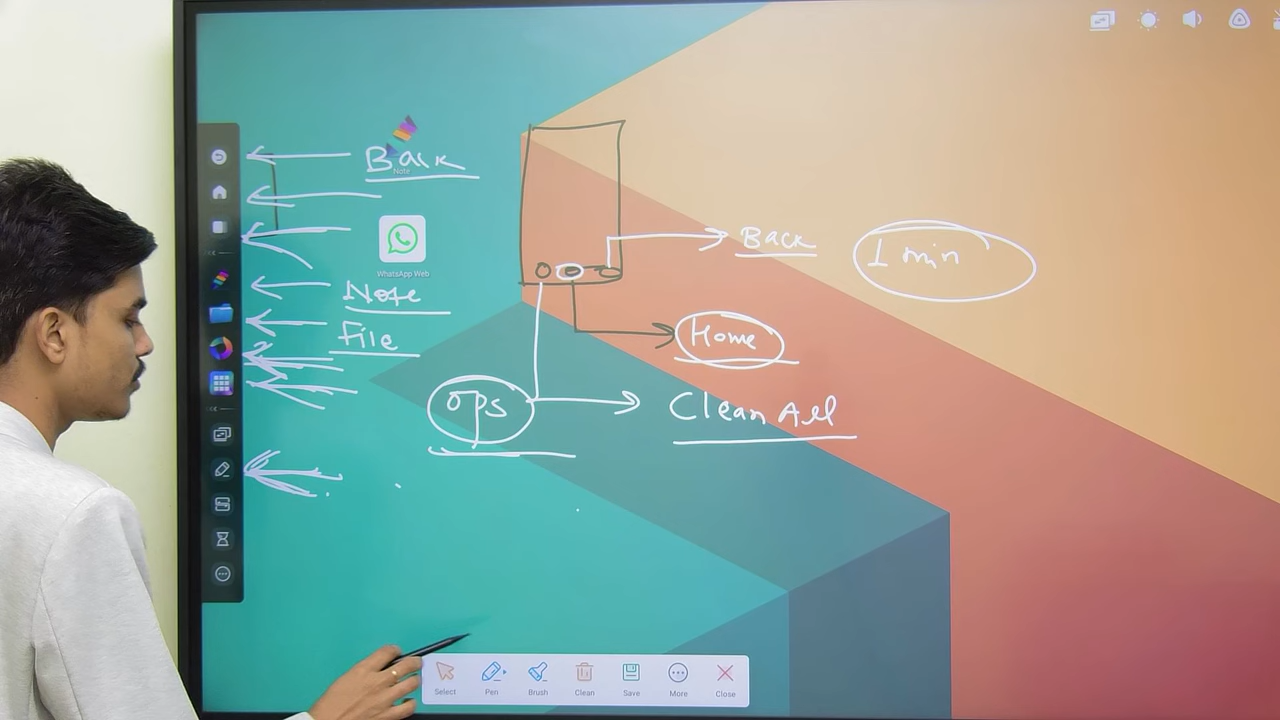 Back
Note
WhatsApp Web
Back
1 min
Note
File
Home
ops
Clean All
Select
Pen
Brush
Clean
Save
More
Close